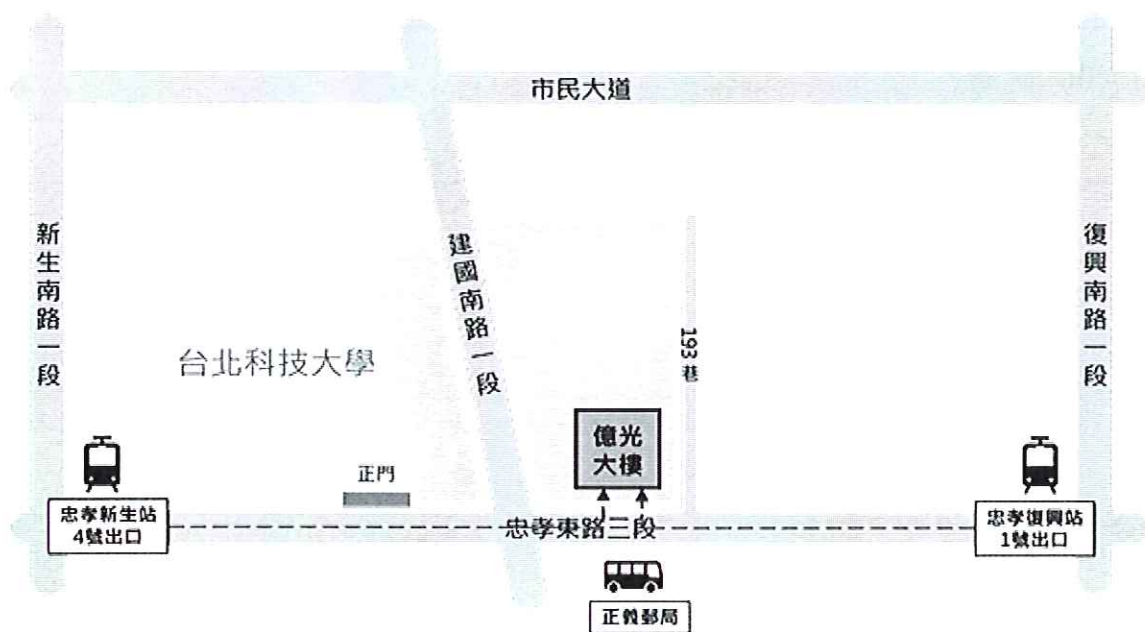 市民大道
新生南路一段
建國南路一段
復興南路一段
193巷
台北科技大學
億光
大樓
正門
忠孝新生站
4號出口
忠孝東路三段
忠孝復興站
1號出口
正義郵局